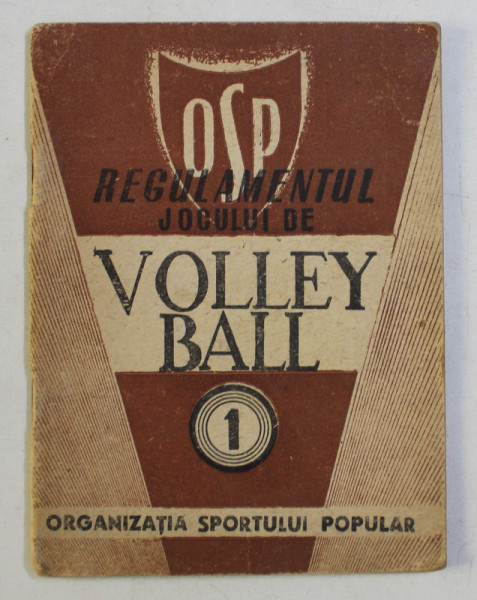 OSP
REGULAMENTUL
JOCULUI DE
VOLLEY
BALL
1
ORGANIZAȚIA SPORTULUI POPULAR